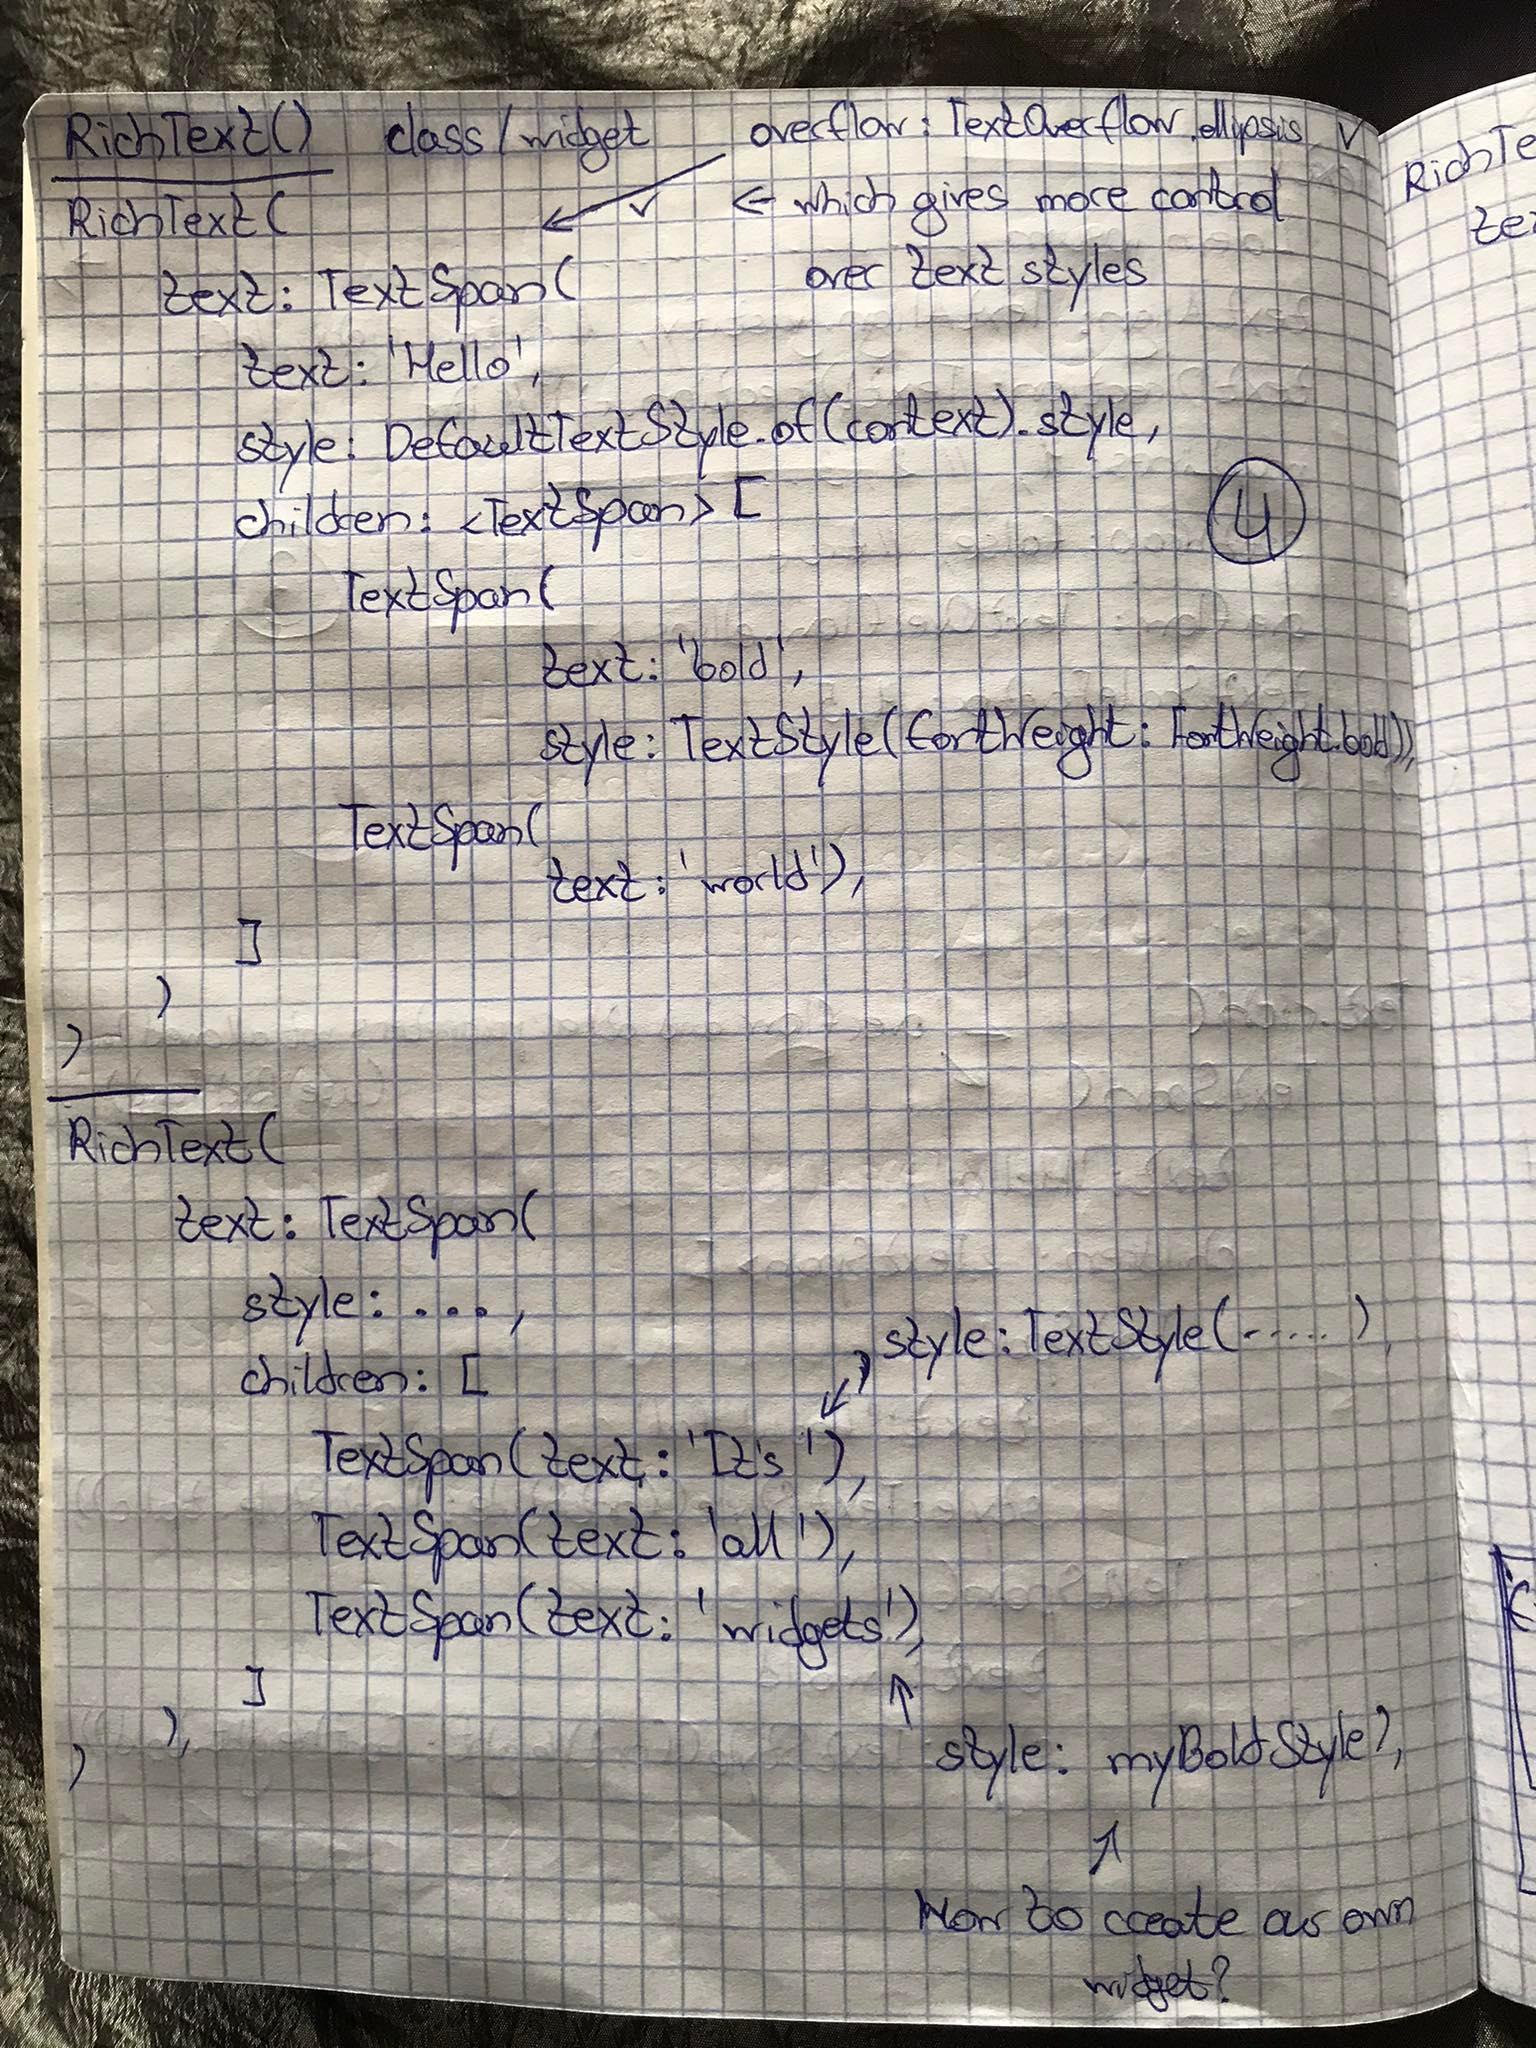 RichText() class/widget overflow: TextOverflow.ellipsis ✓
RichText( ✓ ← which gives more control
over text styles
text: TextSpan(
text: 'Hello',
style: DefaultTextStyle.of(context).style,
children: <TextSpan> [
4
TextSpan(
text: 'bold',
style: TextStyle(fontWeight: FontWeight.bold)),
TextSpan(
text: 'world'),
]
)
)
RichText(
text: TextSpan(
style: ...,
style: TextStyle(.....)
children: [
TextSpan(text: 'It's '),
TextSpan(text: 'all '),
TextSpan(text: 'widgets'),
]
),
style: myBoldStyle),
)
How to create our own
widget?
RichTe
te